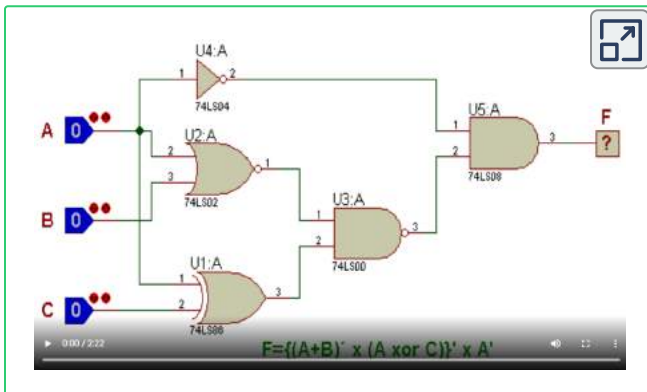 U4:A
1 2
74LS04
U5:A
F
1
2
3
?
74LS08
A 0
U2:A
2
3
1
74LS02
B 0
U3:A
1
2
3
74LS00
U1:A
1
2
3
74LS86
C 0
0:00 / 2:22
F={(A+B)´ x (A xor C)}' x A'